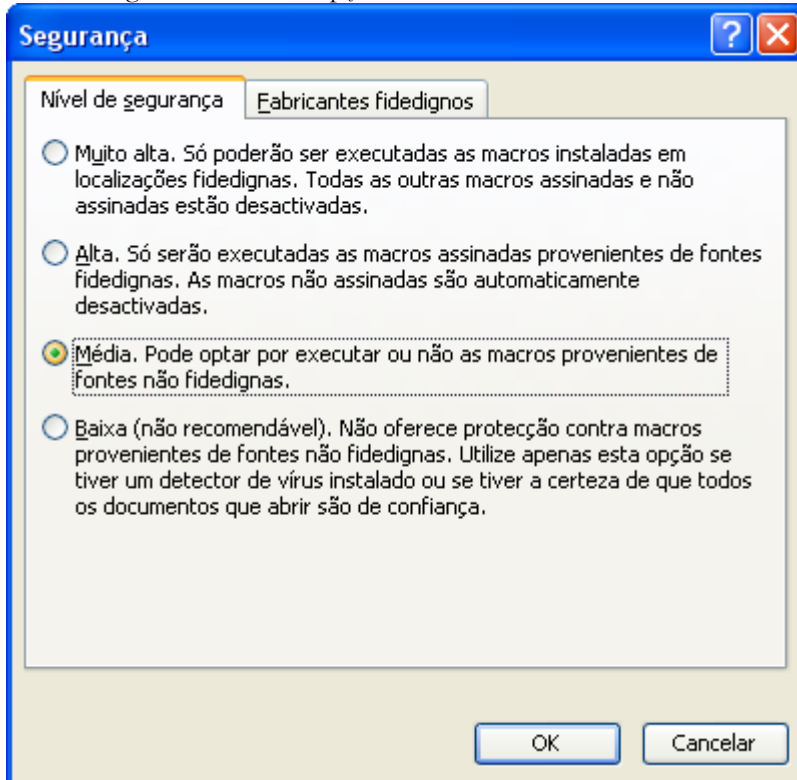 Segurança
Nível de segurança
Fabricantes fidedignos
Muito alta. Só poderão ser executadas as macros instaladas em
localizações fidedignas. Todas as outras macros assinadas e não
assinadas estão desactivadas.
Alta. Só serão executadas as macros assinadas provenientes de fontes
fidedignas. As macros não assinadas são automaticamente
desactivadas.
Média. Pode optar por executar ou não as macros provenientes de
fontes não fidedignas.
Baixa (não recomendável). Não oferece protecção contra macros
provenientes de fontes não fidedignas. Utilize apenas esta opção se
tiver um detector de vírus instalado ou se tiver a certeza de que todos
os documentos que abrir são de confiança.
OK
Cancelar